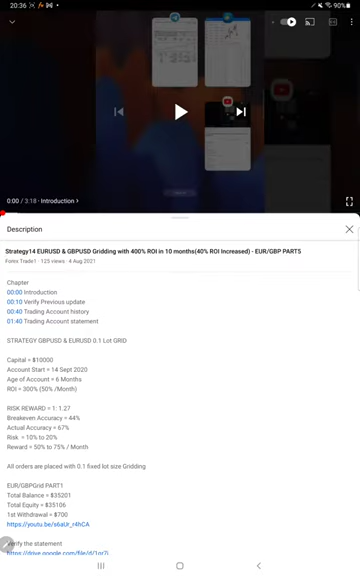 20:36
90%
0:00 / 3:18 · Introduction >
Description
Strategy14 EURUSD & GBPUSD Gridding with 400% ROI in 10 months(40% ROI Increased) - EUR/GBP PART5
Forex Trade1 · 125 views · 4 Aug 2021
Chapter
00:00 Introduction
00:10 Verify Previous update
00:40 Trading Account history
01:40 Trading Account statement
STRATEGY GBPUSD & EURUSD 0.1 Lot GRID
Capital = $10000
Account Start = 14 Sept 2020
Age of Account = 6 Months
ROI = 300% (50% /Month)
RISK REWARD = 1: 1.27
Breakeven Accuracy = 44%
Actual Accuracy = 67%
Risk = 10% to 20%
Reward = 50% to 75% / Month
All orders are placed with 0.1 fixed lot size Gridding
EUR/GBPGrid PART1
Total Balance = $35201
Total Equity = $35106
1st Withdrawal = $700
https://youtu.be/s6aUr_r4hCA
Verify the statement